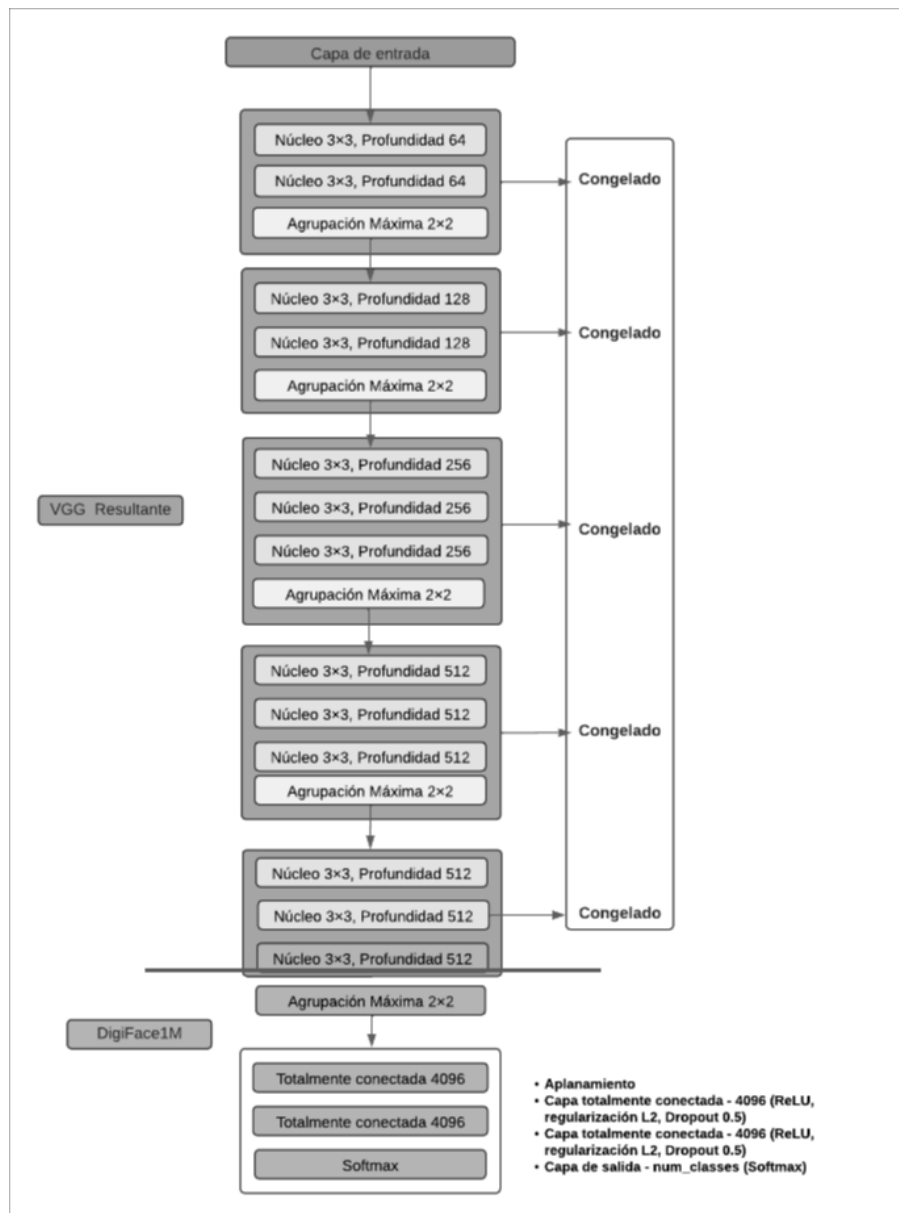 Capa de entrada
Núcleo 3×3, Profundidad 64
Núcleo 3×3, Profundidad 64
Agrupación Máxima 2×2
Congelado
Núcleo 3×3, Profundidad 128
Núcleo 3×3, Profundidad 128
Agrupación Máxima 2×2
Congelado
VGG Resultante
Núcleo 3×3, Profundidad 256
Núcleo 3×3, Profundidad 256
Núcleo 3×3, Profundidad 256
Agrupación Máxima 2×2
Congelado
Núcleo 3×3, Profundidad 512
Núcleo 3×3, Profundidad 512
Núcleo 3×3, Profundidad 512
Agrupación Máxima 2×2
Congelado
Núcleo 3×3, Profundidad 512
Núcleo 3×3, Profundidad 512
Núcleo 3×3, Profundidad 512
Congelado
Agrupación Máxima 2×2
DigiFace1M
Totalmente conectada 4096
Totalmente conectada 4096
Softmax
• Aplanamiento
• Capa totalmente conectada - 4096 (ReLU,
regularización L2, Dropout 0.5)
• Capa totalmente conectada - 4096 (ReLU,
regularización L2, Dropout 0.5)
• Capa de salida - num_classes (Softmax)